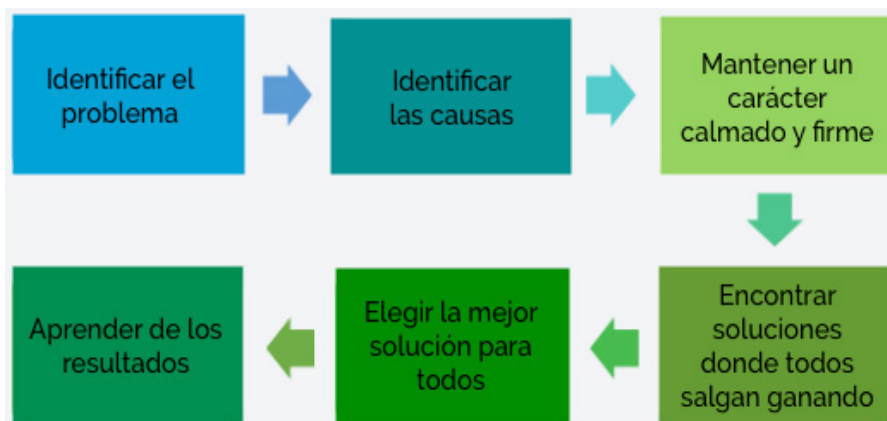 Identificar el
problema
Identificar
las causas
Mantener un
carácter
calmado y firme
Encontrar
soluciones
donde todos
salgan ganando
Elegir la mejor
solución para
todos
Aprender de los
resultados